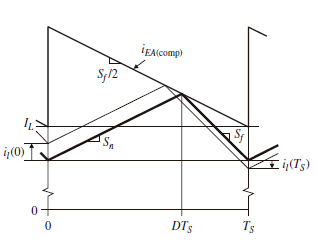 i_EA(comp)
S_f/2
I_L
S_n
S_f
i_l(0)
i_l(T_S)
0
0
DT_S
T_S